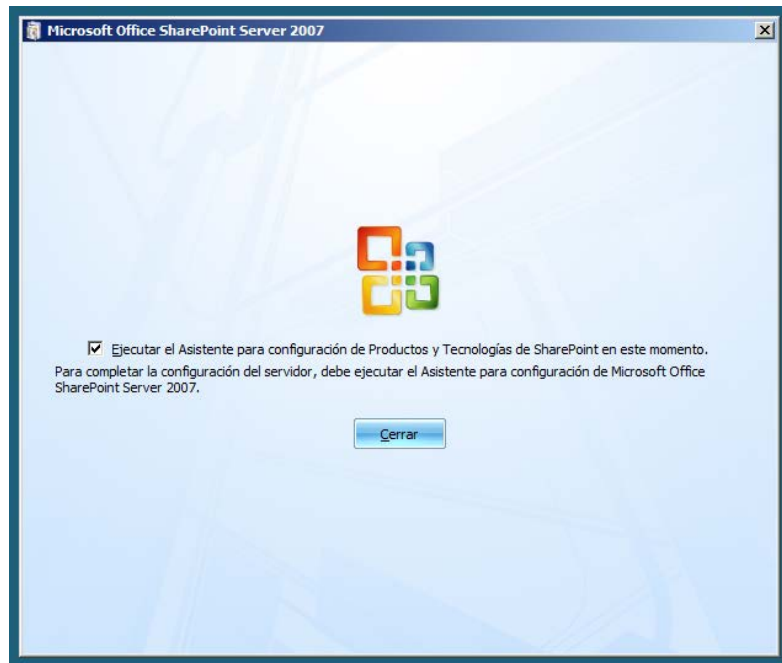 Microsoft Office SharePoint Server 2007
Ejecutar el Asistente para configuración de Productos y Tecnologías de SharePoint en este momento.
Para completar la configuración del servidor, debe ejecutar el Asistente para configuración de Microsoft Office
SharePoint Server 2007.
Cerrar